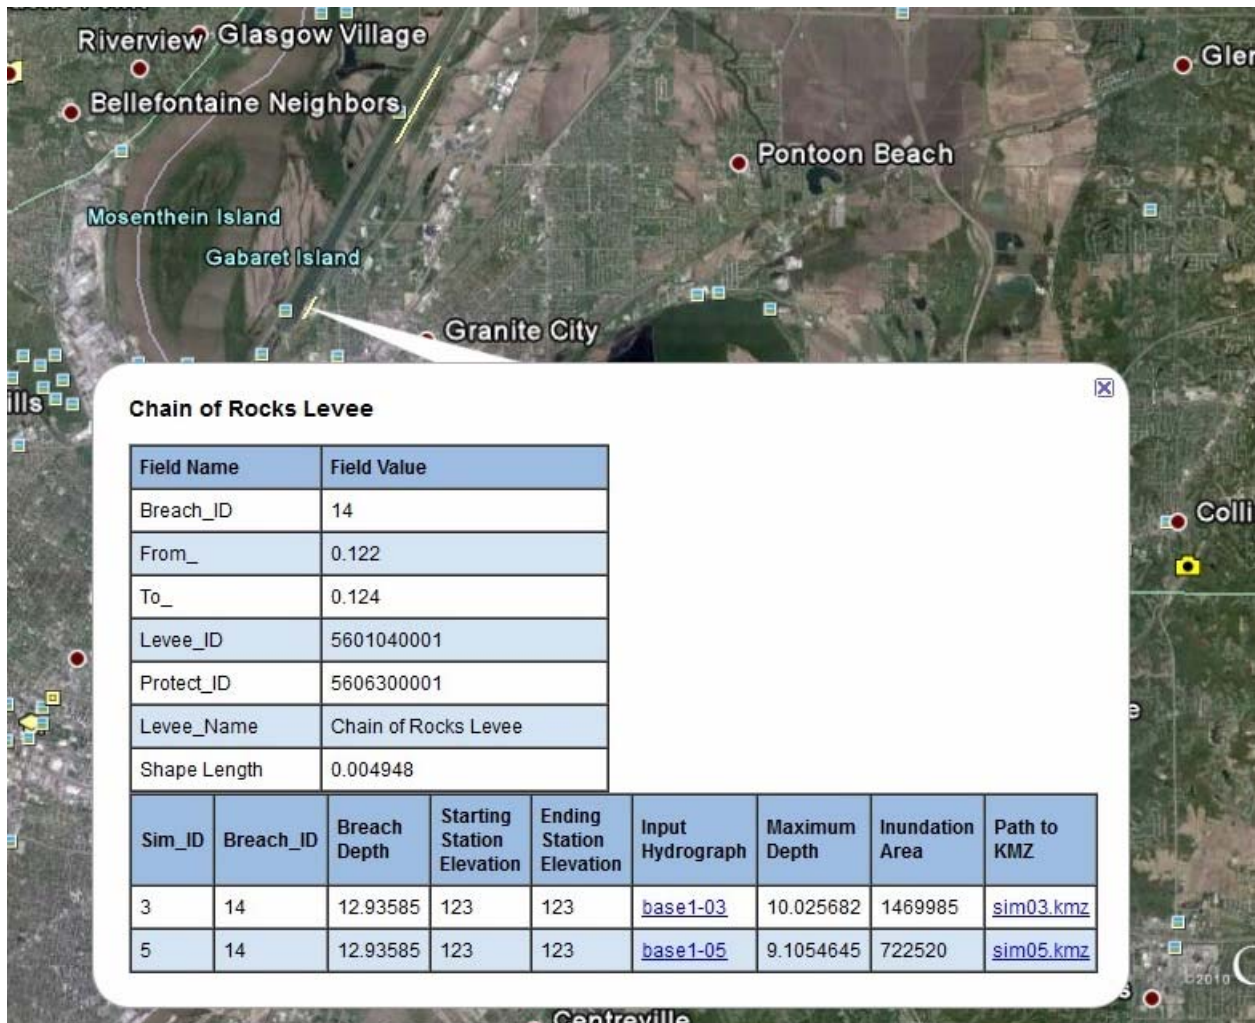 Riverview
Glasgow Village
Glen
Bellefontaine Neighbors
Pontoon Beach
Mosenthein Island
Gabaret Island
Granite City
ills
Chain of Rocks Levee
Field Name Field Value
Breach_ID 14
From_ 0.122
To_ 0.124
Levee_ID 5601040001
Protect_ID 5606300001
Levee_Name Chain of Rocks Levee
Shape Length 0.004948
Sim_ID Breach_ID Breach Depth Starting Station Elevation Ending Station Elevation Input Hydrograph Maximum Depth Inundation Area Path to KMZ
3 14 12.93585 123 123 base1-03 10.025682 1469985 sim03.kmz
5 14 12.93585 123 123 base1-05 9.1054645 722520 sim05.kmz
Colli
e
©2010
s
Centreville